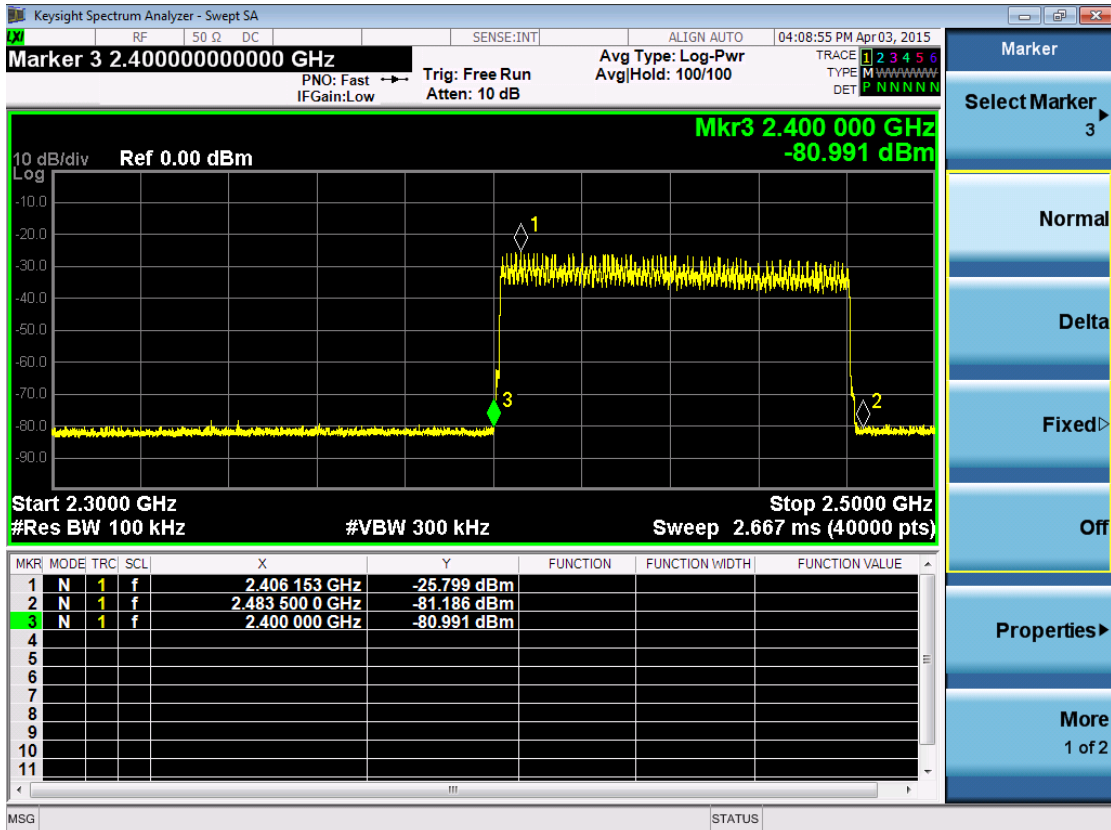 Keysight Spectrum Analyzer - Swept SA
LXI RF 50 Ω DC SENSE:INT ALIGN AUTO 04:08:55 PM Apr 03, 2015
Marker 3 2.400000000000 GHz
PNO: Fast
IFGain:Low
Trig: Free Run
Atten: 10 dB
Avg Type: Log-Pwr
Avg|Hold: 100/100
TRACE 1 2 3 4 5 6
TYPE M WWWWW
DET P N N N N N
Mkr3 2.400 000 GHz
-80.991 dBm
10 dB/div Ref 0.00 dBm
Log
-10.0
-20.0
-30.0
-40.0
-50.0
-60.0
-70.0
-80.0
-90.0
1
3
2
Start 2.3000 GHz Stop 2.5000 GHz
#Res BW 100 kHz #VBW 300 kHz Sweep 2.667 ms (40000 pts)
MKR MODE TRC SCL X Y FUNCTION FUNCTION WIDTH FUNCTION VALUE
1 N 1 f 2.406 153 GHz -25.799 dBm
2 N 1 f 2.483 500 0 GHz -81.186 dBm
3 N 1 f 2.400 000 GHz -80.991 dBm
4
5
6
7
8
9
10
11
MSG STATUS
Marker
Select Marker
3
Normal
Delta
Fixed
Off
Properties
More
1 of 2